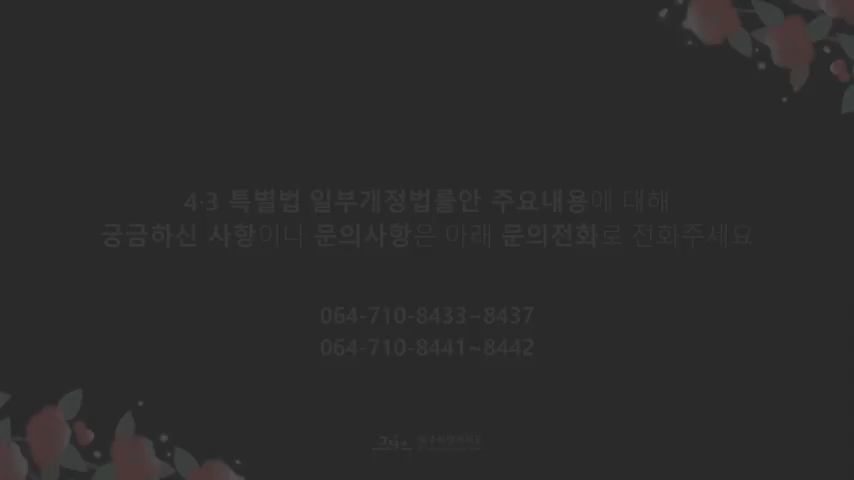 4·3 특별법 일부개정법률안 주요내용에 대해
궁금하신 사항이나 문의사항은 아래 문의전화로 전화주세요
064-710-8433~8437
064-710-8441~8442